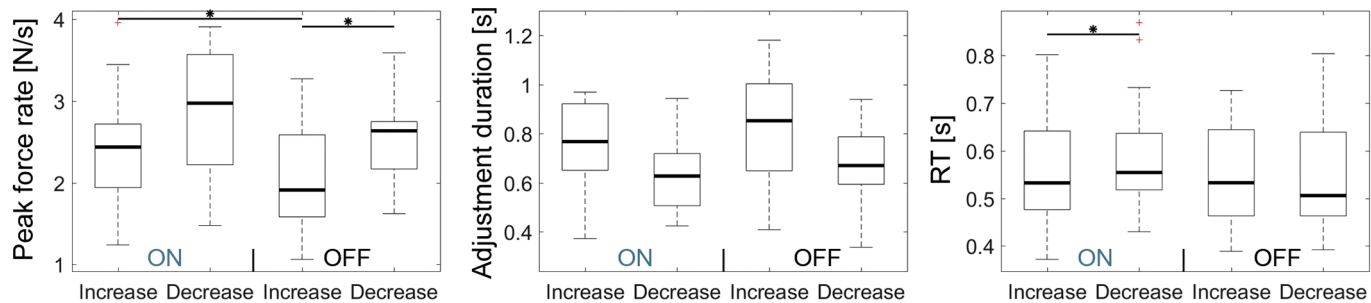 Peak force rate [N/s]
4
3
2
1
*
*
ON | OFF
Increase Decrease Increase Decrease
Adjustment duration [s]
1.2
1
0.8
0.6
0.4
ON | OFF
Increase Decrease Increase Decrease
RT [s]
0.8
0.7
0.6
0.5
0.4
*
ON | OFF
Increase Decrease Increase Decrease